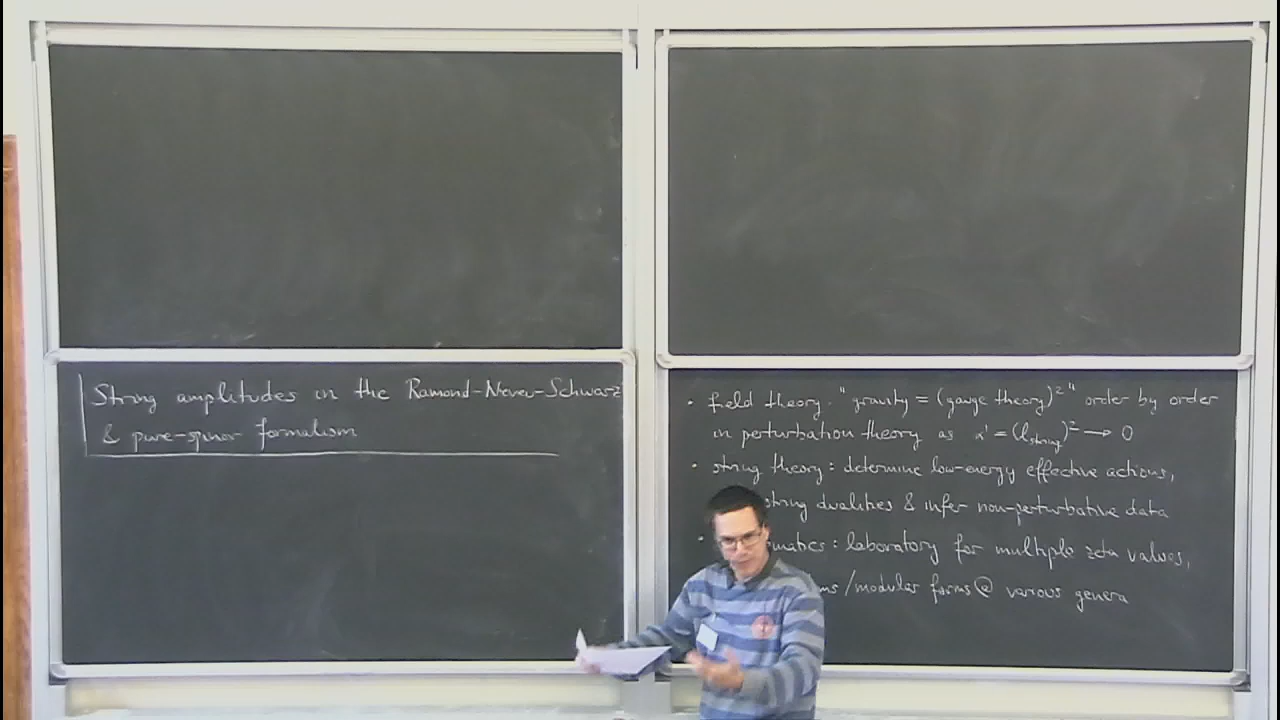 String amplitudes in the Ramond-Neveu-Schwarz
& pure-spinor formalism
• field theory: "gravity = (gauge theory)²" order by order
in perturbation theory as α' = (l_string)² → 0
• string theory: determine low-energy effective actions,
string dualities & infer non-perturbative data
• matics: laboratory for multiple zeta values,
ms/modular forms @ various genera